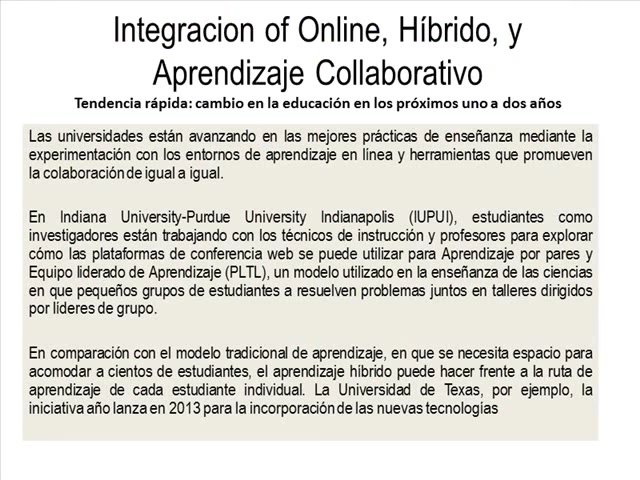 Integracion of Online, Híbrido, y
Aprendizaje Collaborativo
Tendencia rápida: cambio en la educación en los próximos uno a dos años
Las universidades están avanzando en las mejores prácticas de enseñanza mediante la
experimentación con los entornos de aprendizaje en línea y herramientas que promueven
la colaboración de igual a igual.
En Indiana University-Purdue University Indianapolis (IUPUI), estudiantes como
investigadores están trabajando con los técnicos de instrucción y profesores para explorar
cómo las plataformas de conferencia web se puede utilizar para Aprendizaje por pares y
Equipo liderado de Aprendizaje (PLTL), un modelo utilizado en la enseñanza de las ciencias
en que pequeños grupos de estudiantes a resuelven problemas juntos en talleres dirigidos
por líderes de grupo.
En comparación con el modelo tradicional de aprendizaje, en que se necesita espacio para
acomodar a cientos de estudiantes, el aprendizaje híbrido puede hacer frente a la ruta de
aprendizaje de cada estudiante individual. La Universidad de Texas, por ejemplo, la
iniciativa año lanza en 2013 para la incorporación de las nuevas tecnologías